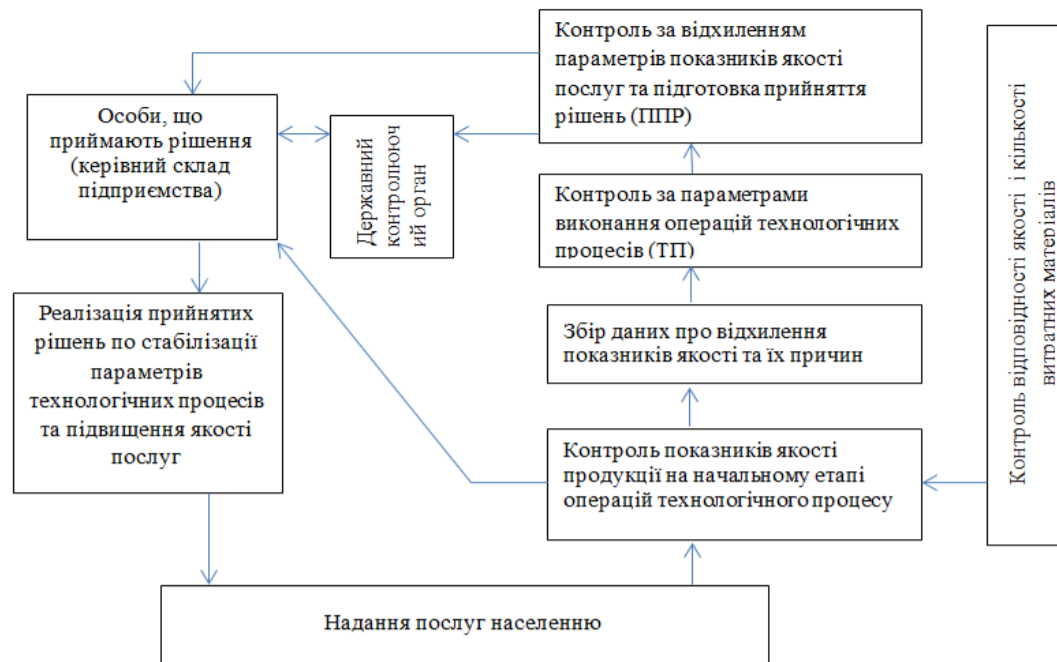 Контроль за відхиленням
параметрів показників якості
послуг та підготовка прийняття
рішень (ППР)
Особи, що
приймають рішення
(керівний склад
підприємства)
Державний
контролююч
ий орган
Контроль за параметрами
виконання операцій технологічних
процесів (ТП)
Контроль відповідності якості і кількості
витратних матеріалів
Реалізація прийнятих
рішень по стабілізації
параметрів
технологічних процесів
та підвищення якості
послуг
Збір даних про відхилення
показників якості та їх причин
Контроль показників якості
продукції на начальному етапі
операцій технологічного процесу
Надання послуг населенню